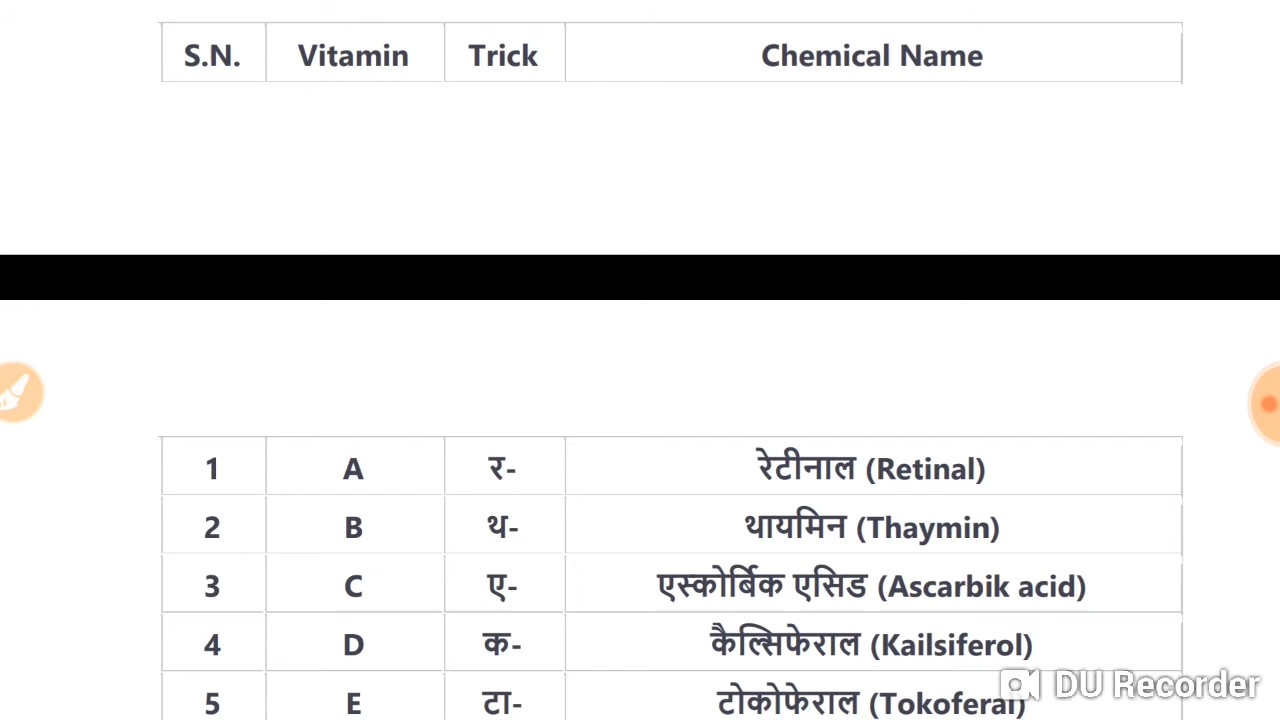 S.N. Vitamin Trick Chemical Name
1 A र- रेटीनाल (Retinal)
2 B थ- थायमिन (Thaymin)
3 C ए- एस्कोर्बिक एसिड (Ascarbik acid)
4 D क- कैल्सिफेराल (Kailsiferol)
5 E टा- टोकोफेराल (Tokoferal)
DU Recorder